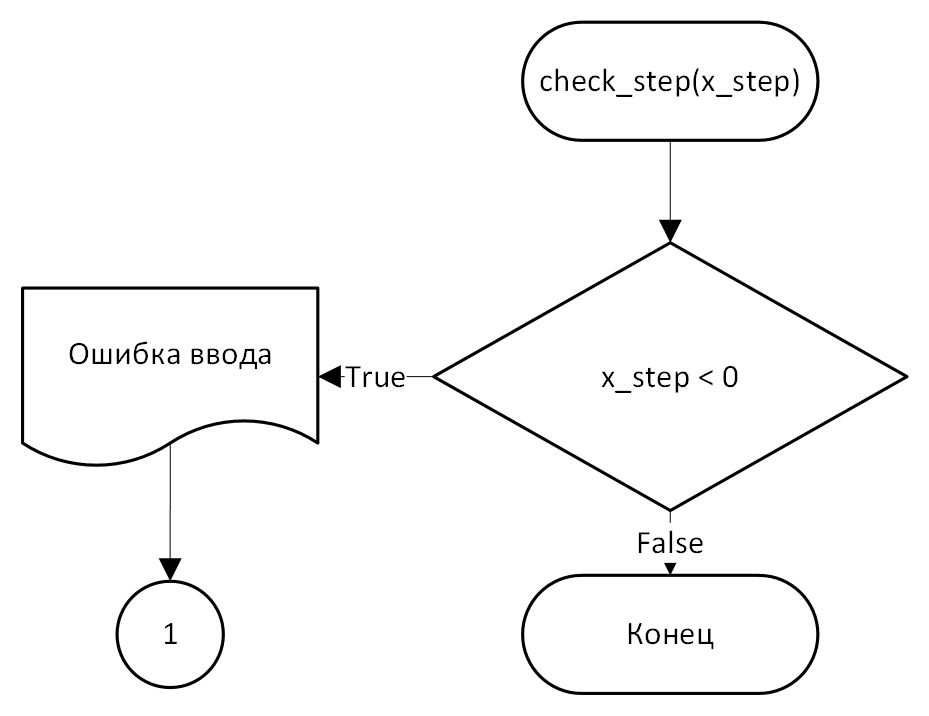 check_step(x_step)
x_step < 0
True
Ошибка ввода
1
False
Конец